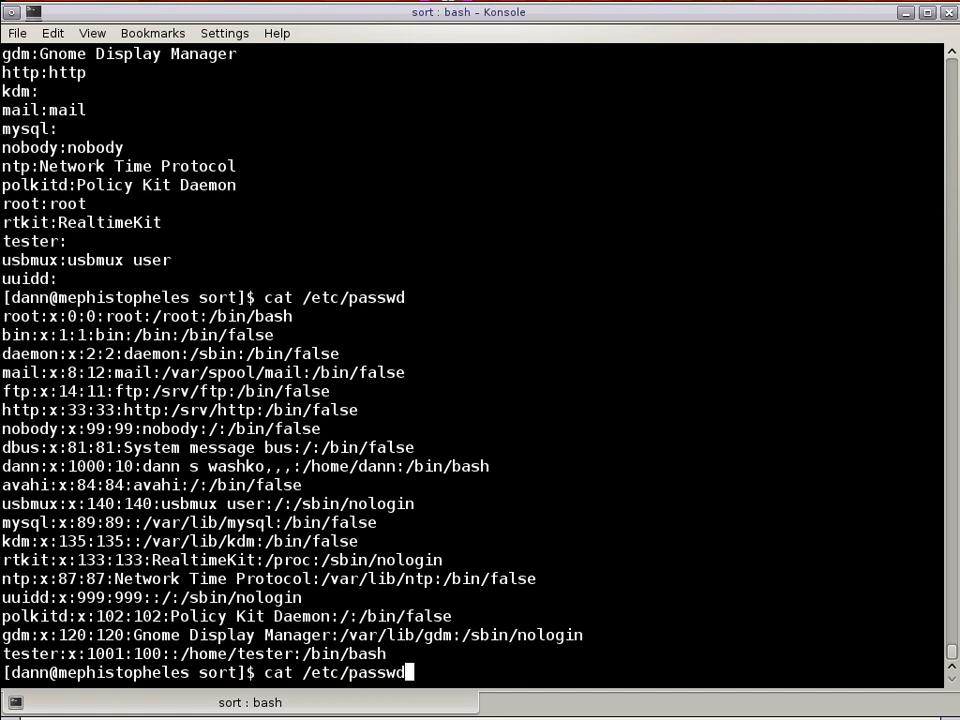 sort : bash – Konsole
File Edit View Bookmarks Settings Help
gdm:Gnome Display Manager
http:http
kdm:
mail:mail
mysql:
nobody:nobody
ntp:Network Time Protocol
polkitd:Policy Kit Daemon
root:root
rtkit:RealtimeKit
tester:
usbmux:usbmux user
uuidd:
[dann@mephistopheles sort]$ cat /etc/passwd
root:x:0:0:root:/root:/bin/bash
bin:x:1:1:bin:/bin:/bin/false
daemon:x:2:2:daemon:/sbin:/bin/false
mail:x:8:12:mail:/var/spool/mail:/bin/false
ftp:x:14:11:ftp:/srv/ftp:/bin/false
http:x:33:33:http:/srv/http:/bin/false
nobody:x:99:99:nobody:/:/bin/false
dbus:x:81:81:System message bus:/:/bin/false
dann:x:1000:10:dann s washko,,,:/home/dann:/bin/bash
avahi:x:84:84:avahi:/:/bin/false
usbmux:x:140:140:usbmux user:/:/sbin/nologin
mysql:x:89:89::/var/lib/mysql:/bin/false
kdm:x:135:135::/var/lib/kdm:/bin/false
rtkit:x:133:133:RealtimeKit:/proc:/sbin/nologin
ntp:x:87:87:Network Time Protocol:/var/lib/ntp:/bin/false
uuidd:x:999:999::/:/sbin/nologin
polkitd:x:102:102:Policy Kit Daemon:/:/bin/false
gdm:x:120:120:Gnome Display Manager:/var/lib/gdm:/sbin/nologin
tester:x:1001:100::/home/tester:/bin/bash
[dann@mephistopheles sort]$ cat /etc/passwd
sort : bash